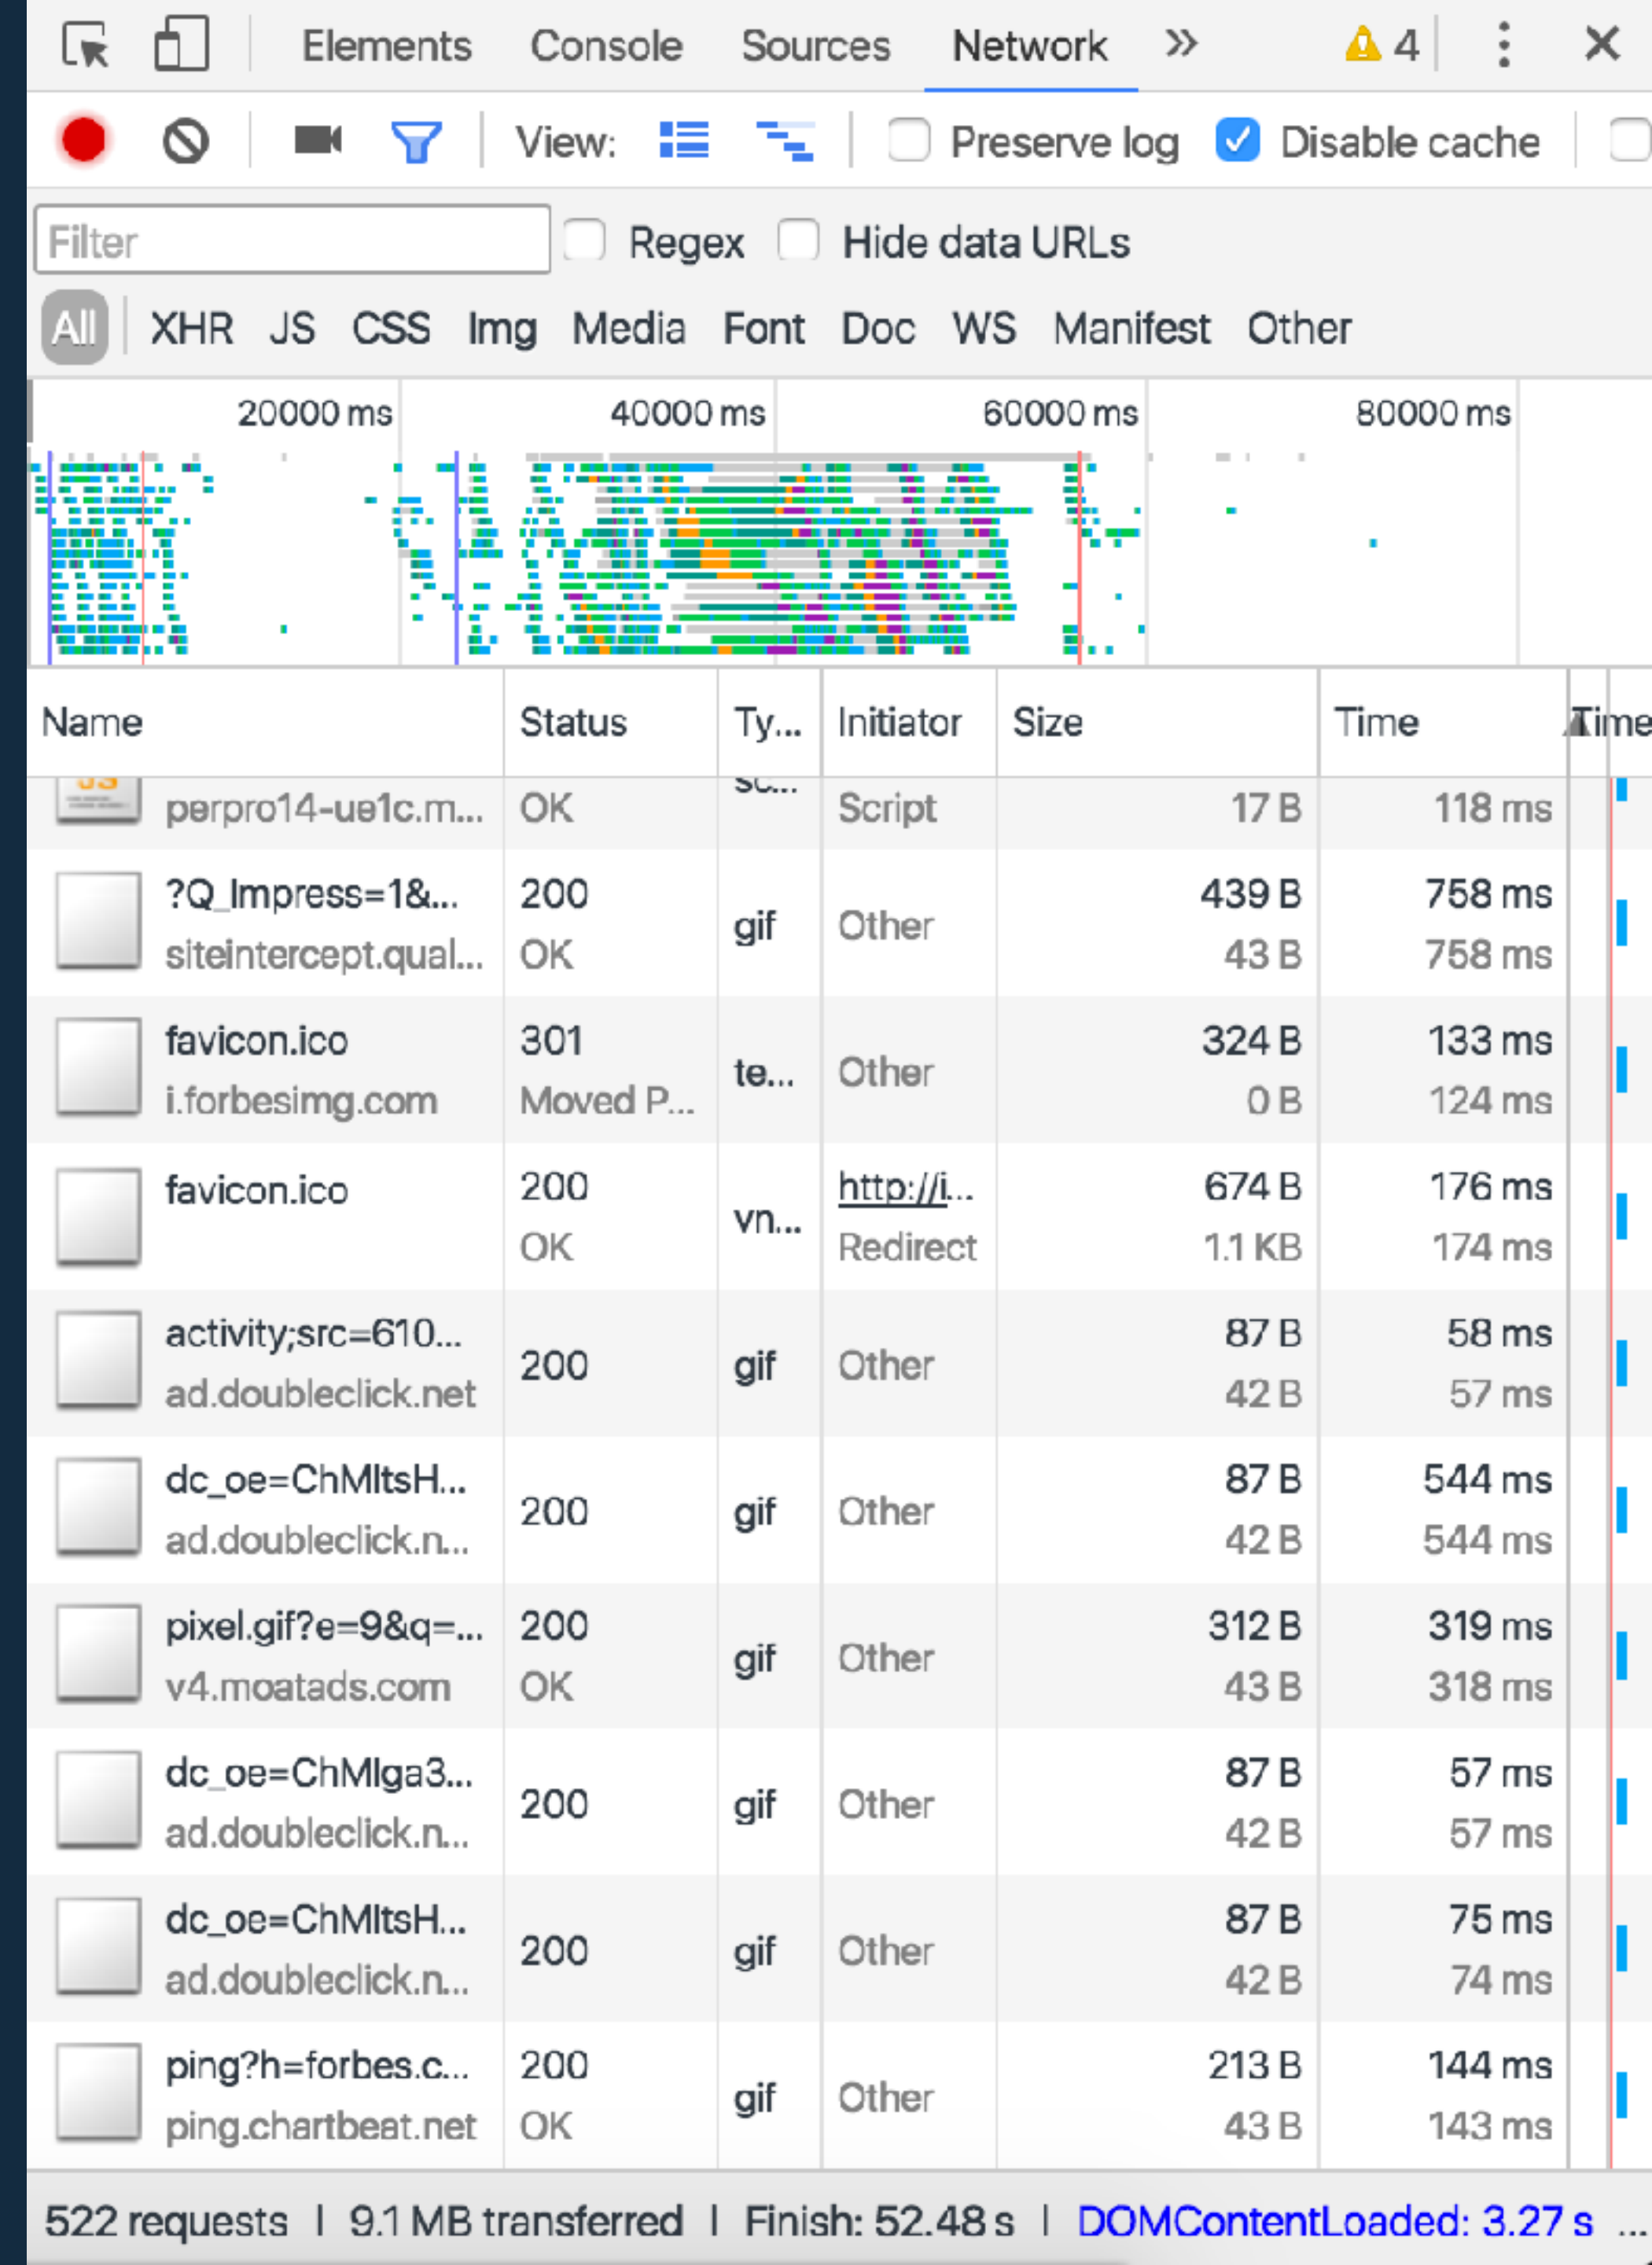 Elements Console Sources Network » 4
View: Preserve log Disable cache
Filter Regex Hide data URLs
All XHR JS CSS Img Media Font Doc WS Manifest Other
20000 ms 40000 ms 60000 ms 80000 ms
Name Status Ty... Initiator Size Time Time
JS sc...
perpro14-ue1c.m... OK Script 17 B 118 ms
?Q_Impress=1&... 200 gif Other 439 B 758 ms
siteintercept.qual... OK 43 B 758 ms
favicon.ico 301 te... Other 324 B 133 ms
i.forbesimg.com Moved P... 0 B 124 ms
favicon.ico 200 vn... http://i... 674 B 176 ms
OK Redirect 1.1 KB 174 ms
activity;src=610... 200 gif Other 87 B 58 ms
ad.doubleclick.net 42 B 57 ms
dc_oe=ChMItsH... 200 gif Other 87 B 544 ms
ad.doubleclick.n... 42 B 544 ms
pixel.gif?e=9&q=... 200 gif Other 312 B 319 ms
v4.moatads.com OK 43 B 318 ms
dc_oe=ChMIga3... 200 gif Other 87 B 57 ms
ad.doubleclick.n... 42 B 57 ms
dc_oe=ChMItsH... 200 gif Other 87 B 75 ms
ad.doubleclick.n... 42 B 74 ms
ping?h=forbes.c... 200 gif Other 213 B 144 ms
ping.chartbeat.net OK 43 B 143 ms
522 requests | 9.1 MB transferred | Finish: 52.48 s | DOMContentLoaded: 3.27 s ...